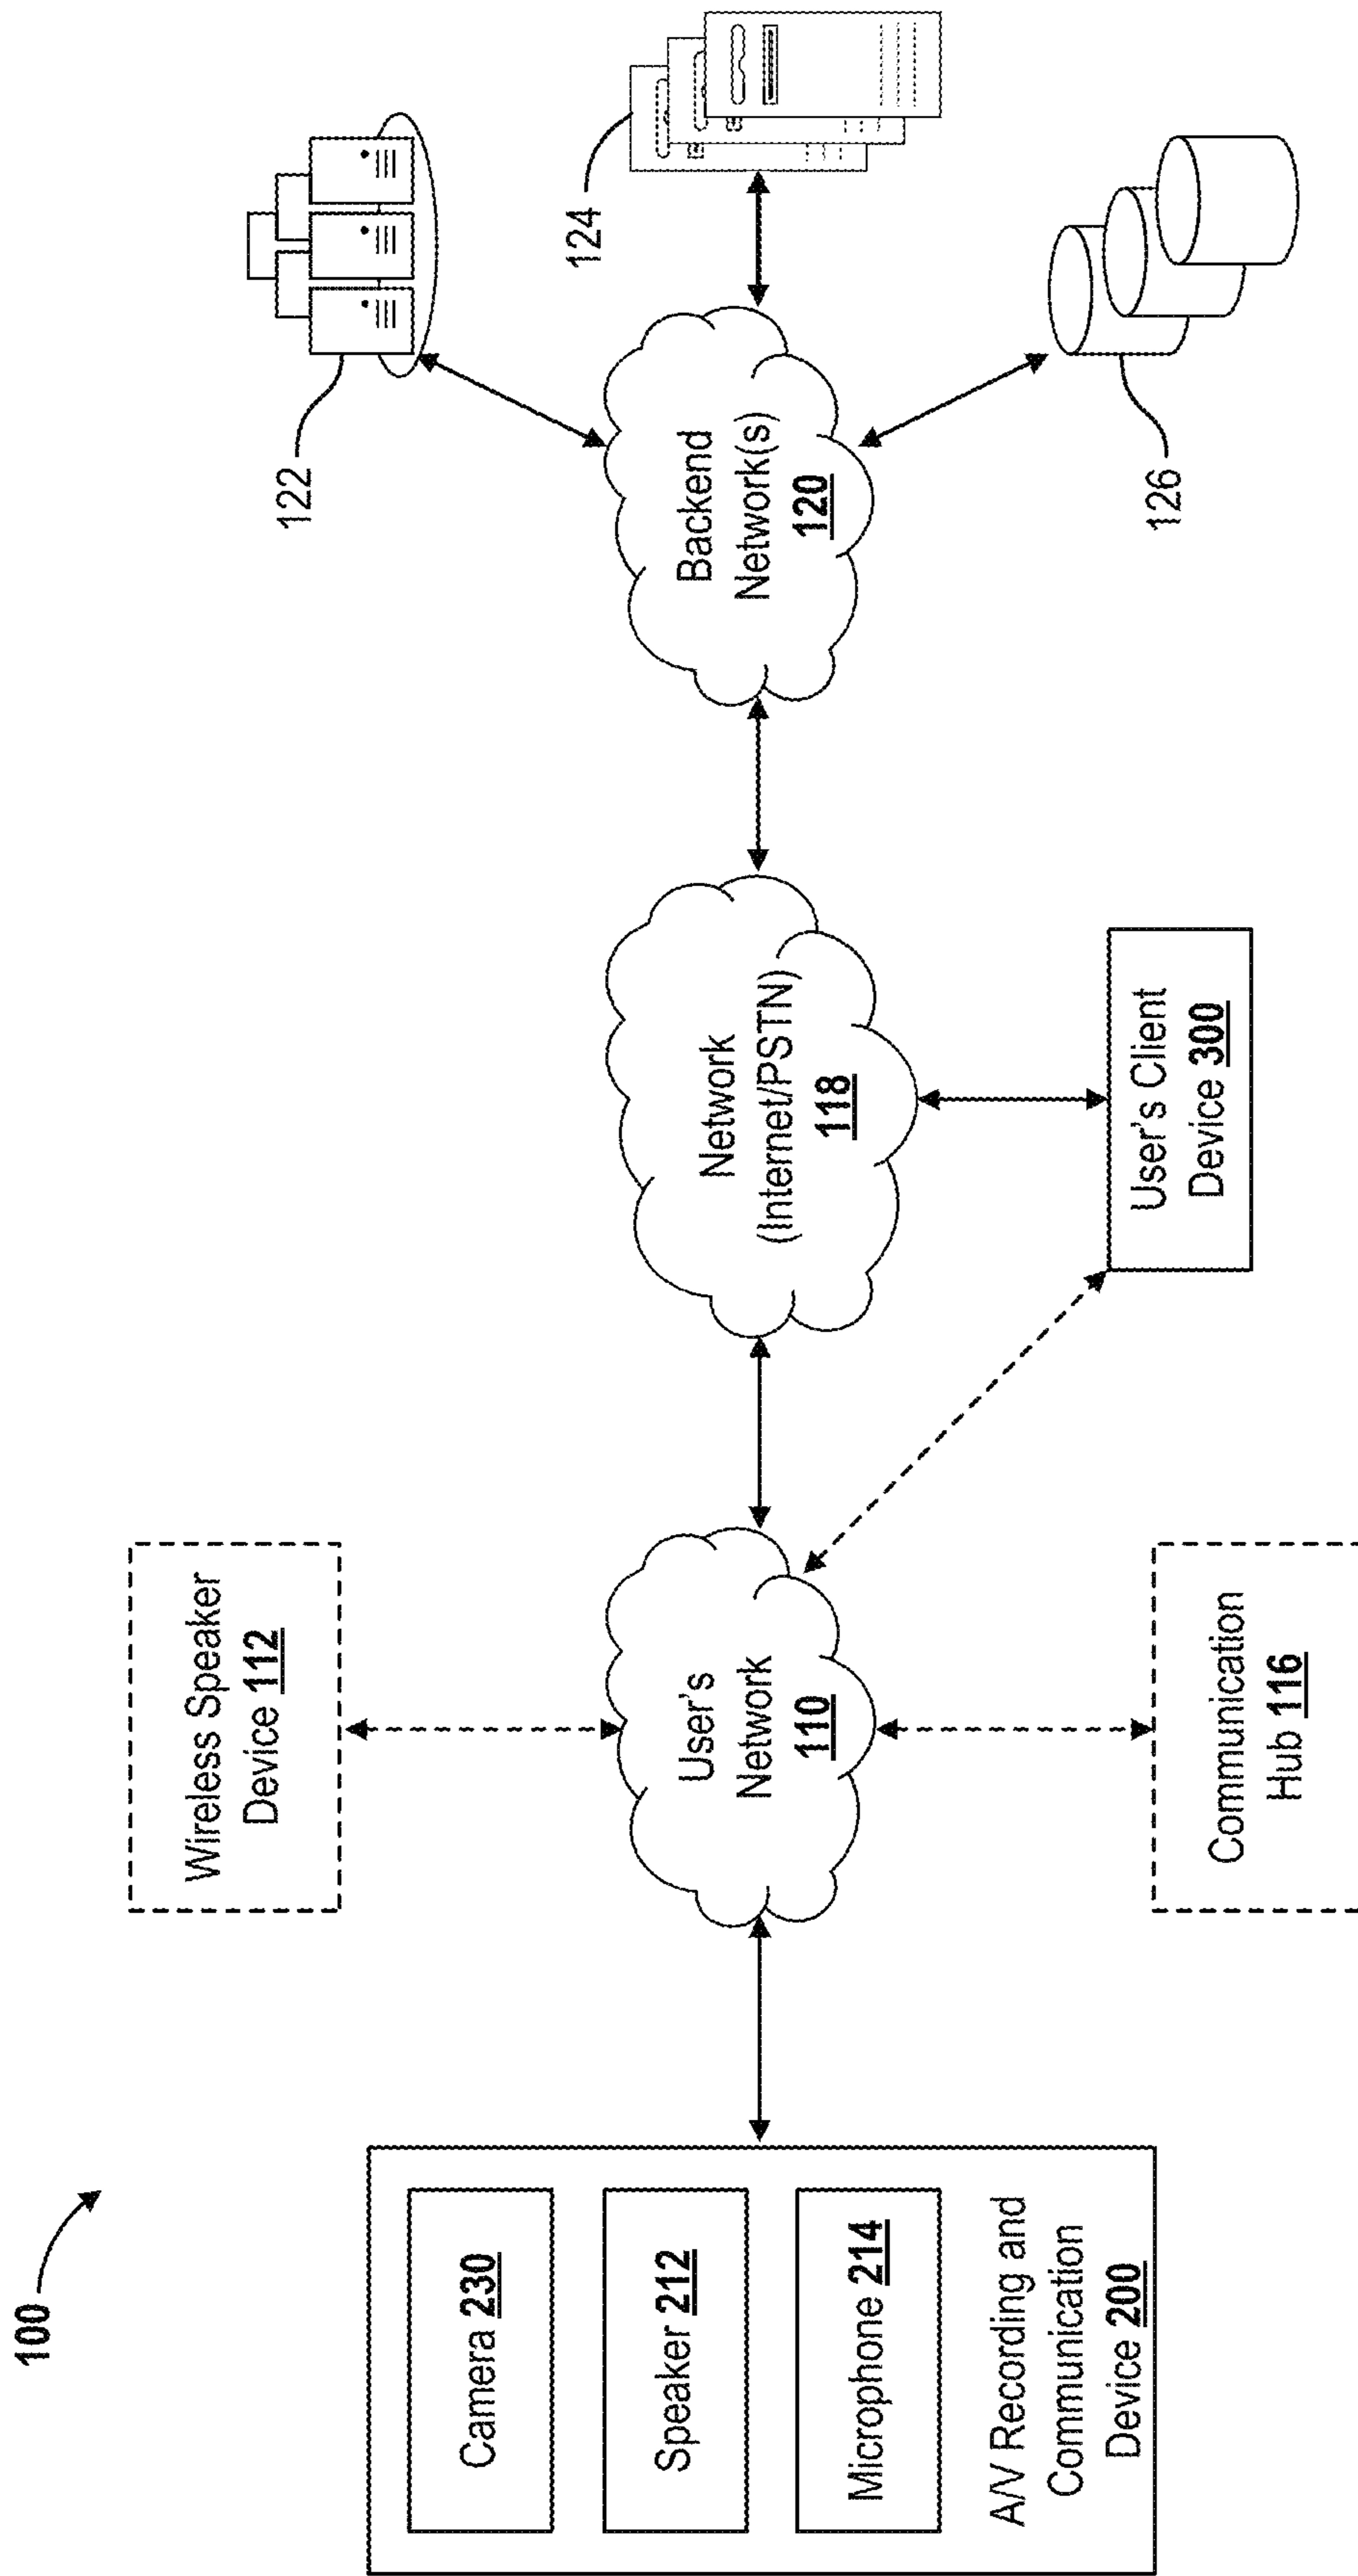 100
Camera 230
Speaker 212
Microphone 214
A/V Recording and
Communication
Device 200
Wireless Speaker
Device 112
User's
Network
110
Communication
Hub 116
Network
(Internet/PSTN)
118
User's Client
Device 300
Backend
Network(s)
120
122
124
126